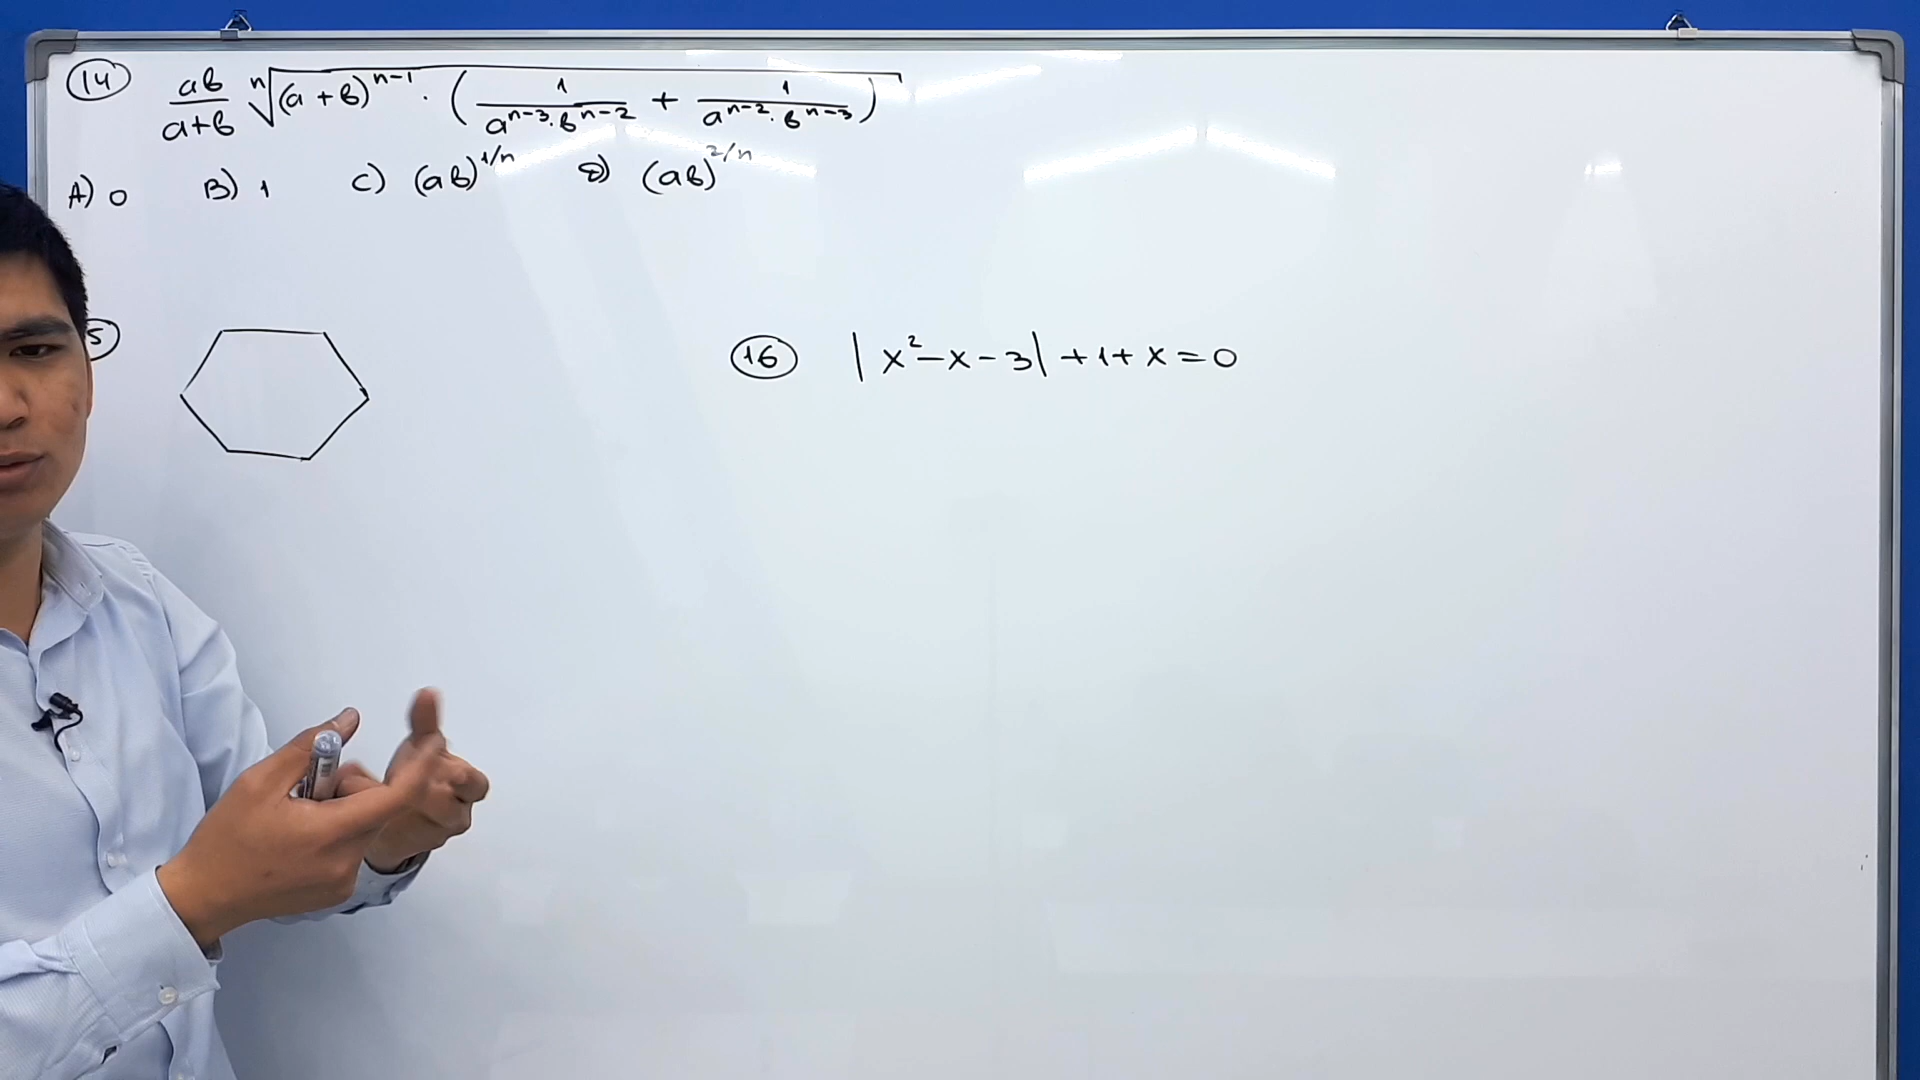 14 ab/a+b ⁿ√(a+b)ⁿ⁻¹ · (1/aⁿ⁻³·bⁿ⁻² + 1/aⁿ⁻²·bⁿ⁻³)
A) 0 B) 1 C) (ab)^1/n D) (ab)^2/n
5
16 |x²-x-3|+1+x=0